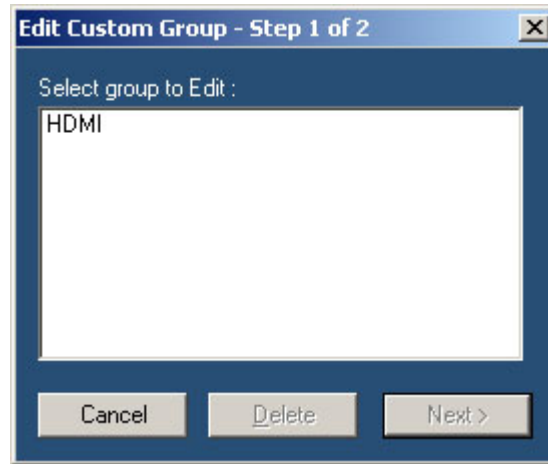 Edit Custom Group - Step 1 of 2
Select group to Edit :
HDMI
Cancel Delete Next >